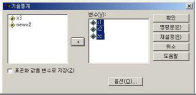 기술통계
변수(V):
확인
명령문(P)
재설정(R)
취소
도움말
표준화 값을 변수로 저장(Z)
옵션(O)...